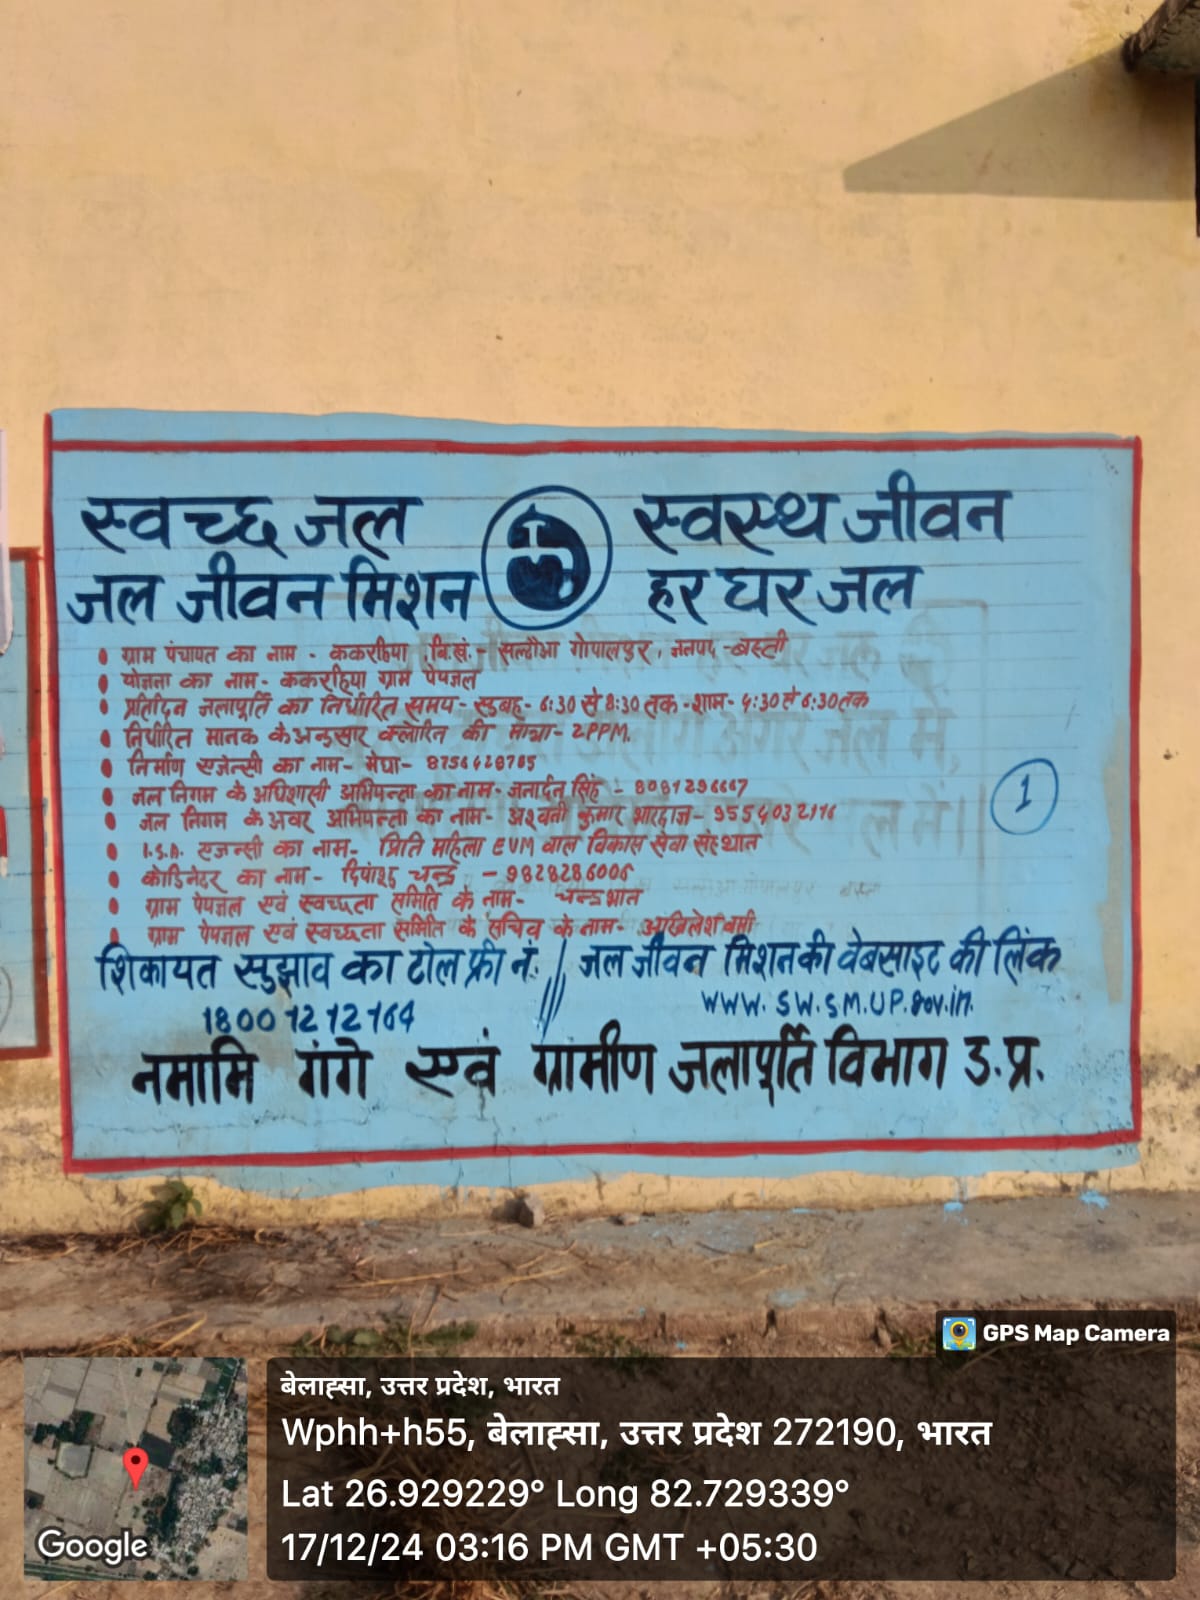 स्वच्छ जल स्वस्थ जीवन
जल जीवन मिशन हर घर जल
• ग्राम पंचायत का नाम - ककरहिया वि.खं.- सल्टौआ गोपालपुर, जनपद -बस्ती
• योजना का नाम- ककरहिया ग्राम पेयजल
• प्रतिदिन जलापूर्ति का निर्धारित समय- सुबह- 6:30 से 8:30 तक -शाम- 4:30 से 6:30 तक
• निर्धारित मानक के अनुसार क्लोरिन की मात्रा- 2PPM.
• निर्माण एजेन्सी का नाम- मेघा- 8756428785
• जल निगम के अधिशासी अभियन्ता का नाम- जनार्दन सिंह - 8081296667
• जल निगम के अवर अभियन्ता का नाम- अश्वती कुमार भारद्वाज- 9554032176
• I.S.A. एजन्सी का नाम- प्रिति महिला EVM बाल विकास सेवा संस्थान
• कोडिनेटर का नाम - दिपांशु चन्द्र - 9828286006
• ग्राम पेयजल एवं स्वच्छता समिति के नाम- चन्द्रभान
• ग्राम पेयजल एवं स्वच्छता समिति के सचिव के नाम- अखिलेश वर्मा
1
शिकायत सुझाव का टोल फ्री नं. /// जल जीवन मिशन की वेबसाइट की लिंक
1800 12 12 164 www.sw.sm.up.gov.in.
नमामि गंगे एवं ग्रामीण जलापूर्ति विभाग उ.प्र.
GPS Map Camera
बेलाह्सा, उत्तर प्रदेश, भारत
Wphh+h55, बेलाह्सा, उत्तर प्रदेश 272190, भारत
Lat 26.929229° Long 82.729339°
17/12/24 03:16 PM GMT +05:30
Google